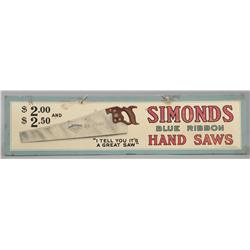 $2.00 AND
$2.50
"I TELL YOU IT'S
A GREAT SAW"
SIMONDS
BLUE RIBBON
HAND SAWS